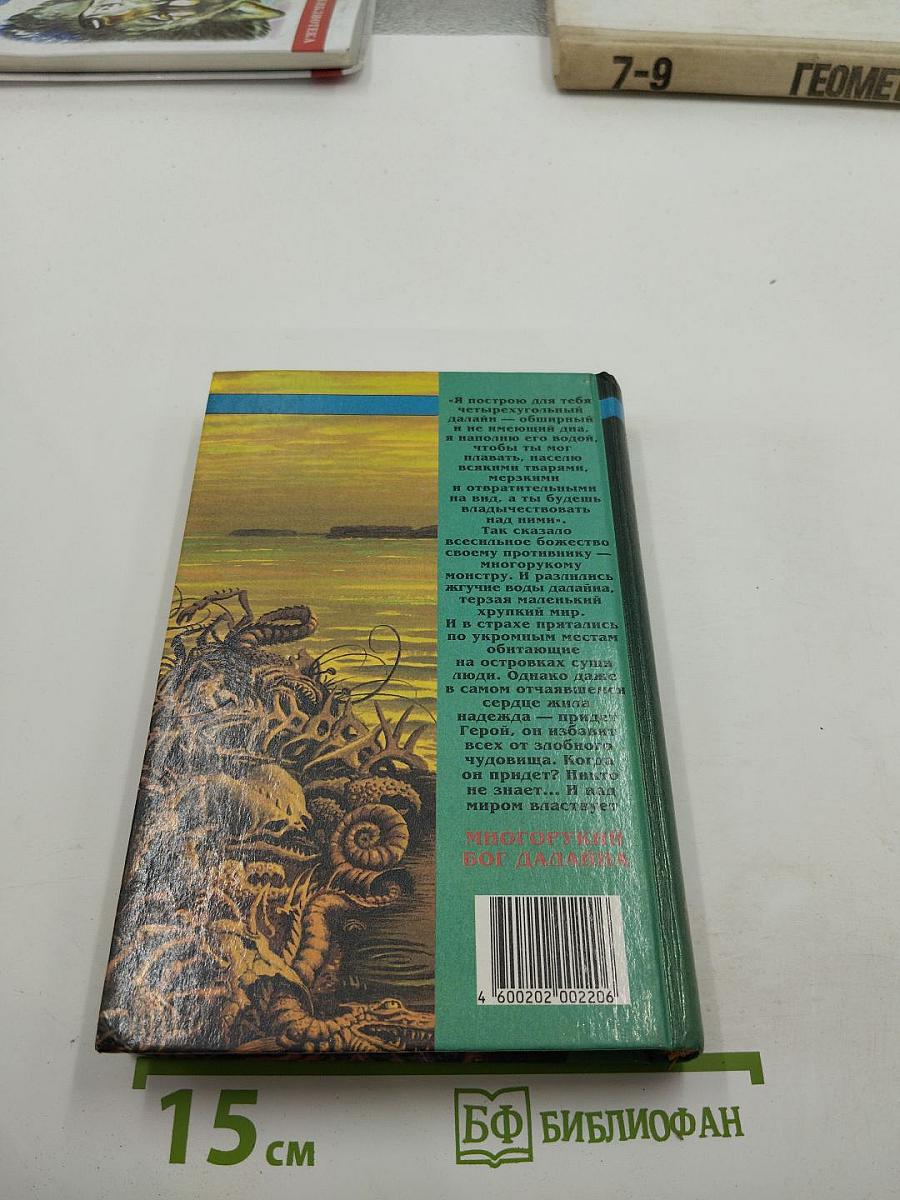 БИБЛИОТЕКА
7-9
ГЕОМЕТ
«Я построю для тебя
четырехугольный
далайн — обширный
и не имеющий дна,
я наполню его водой,
чтобы ты мог
плавать, населю
всякими тварями,
мерзкими
и отвратительными
на вид, а ты будешь
владычествовать
над ними».
Так сказало
всесильное божество
своему противнику —
многорукому
монстру. И разлились
жгучие воды далайна,
терзая маленький
хрупкий мир.
И в страхе прятались
по укромным местам
обитающие
на островках суши
люди. Однако даже
в самом отчаявшемся
сердце жила
надежда — придет
Герой, он избавит
всех от злобного
чудовища. Когда
он придет? Никто
не знает... И над
миром властвует
МНОГОРУКИЙ
БОГ ДАЛАЙНА
4 600202 002206
15 см
БФ БИБЛИОФАН